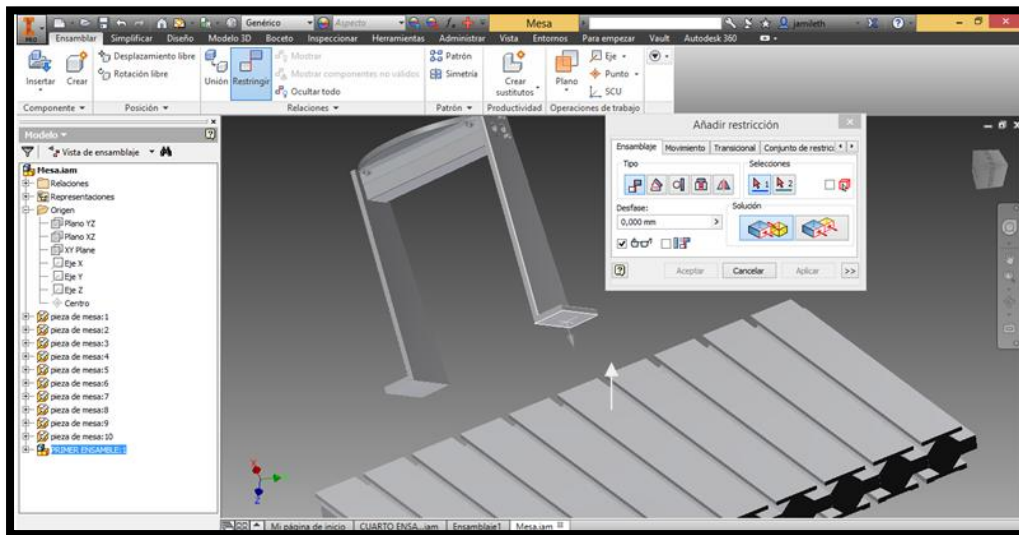 Genérico
Aspecto
Mesa
jamileth
PRO
Ensamblar Simplificar Diseño Modelo 3D Boceto Inspeccionar Herramientas Administrar Vista Entornos Para empezar Vault Autodesk 360
Insertar
Crear
Desplazamiento libre
Rotación libre
Unión
Restringir
Mostrar
Mostrar componentes no válidos
Ocultar todo
Patrón
Simetría
Crear sustitutos
Plano
Eje
Punto
SCU
Componente
Posición
Relaciones
Patrón
Productividad
Operaciones de trabajo
Modelo
Vista de ensamblaje
Mesa.iam
Relaciones
Representaciones
Origen
Plano YZ
Plano XZ
XY Plane
Eje X
Eje Y
Eje Z
Centro
pieza de mesa:1
pieza de mesa:2
pieza de mesa:3
pieza de mesa:4
pieza de mesa:5
pieza de mesa:6
pieza de mesa:7
pieza de mesa:8
pieza de mesa:9
pieza de mesa:10
PRIMER ENSAMBLE:1
Añadir restricción
Ensamblaje Movimiento Transicional Conjunto de restric
Tipo
Selecciones
1 2
Desfase:
0,000 mm
Solución
Aceptar Cancelar Aplicar >>
Mi página de inicio CUARTO ENSA...iam Ensamblaje1 Mesa.iam